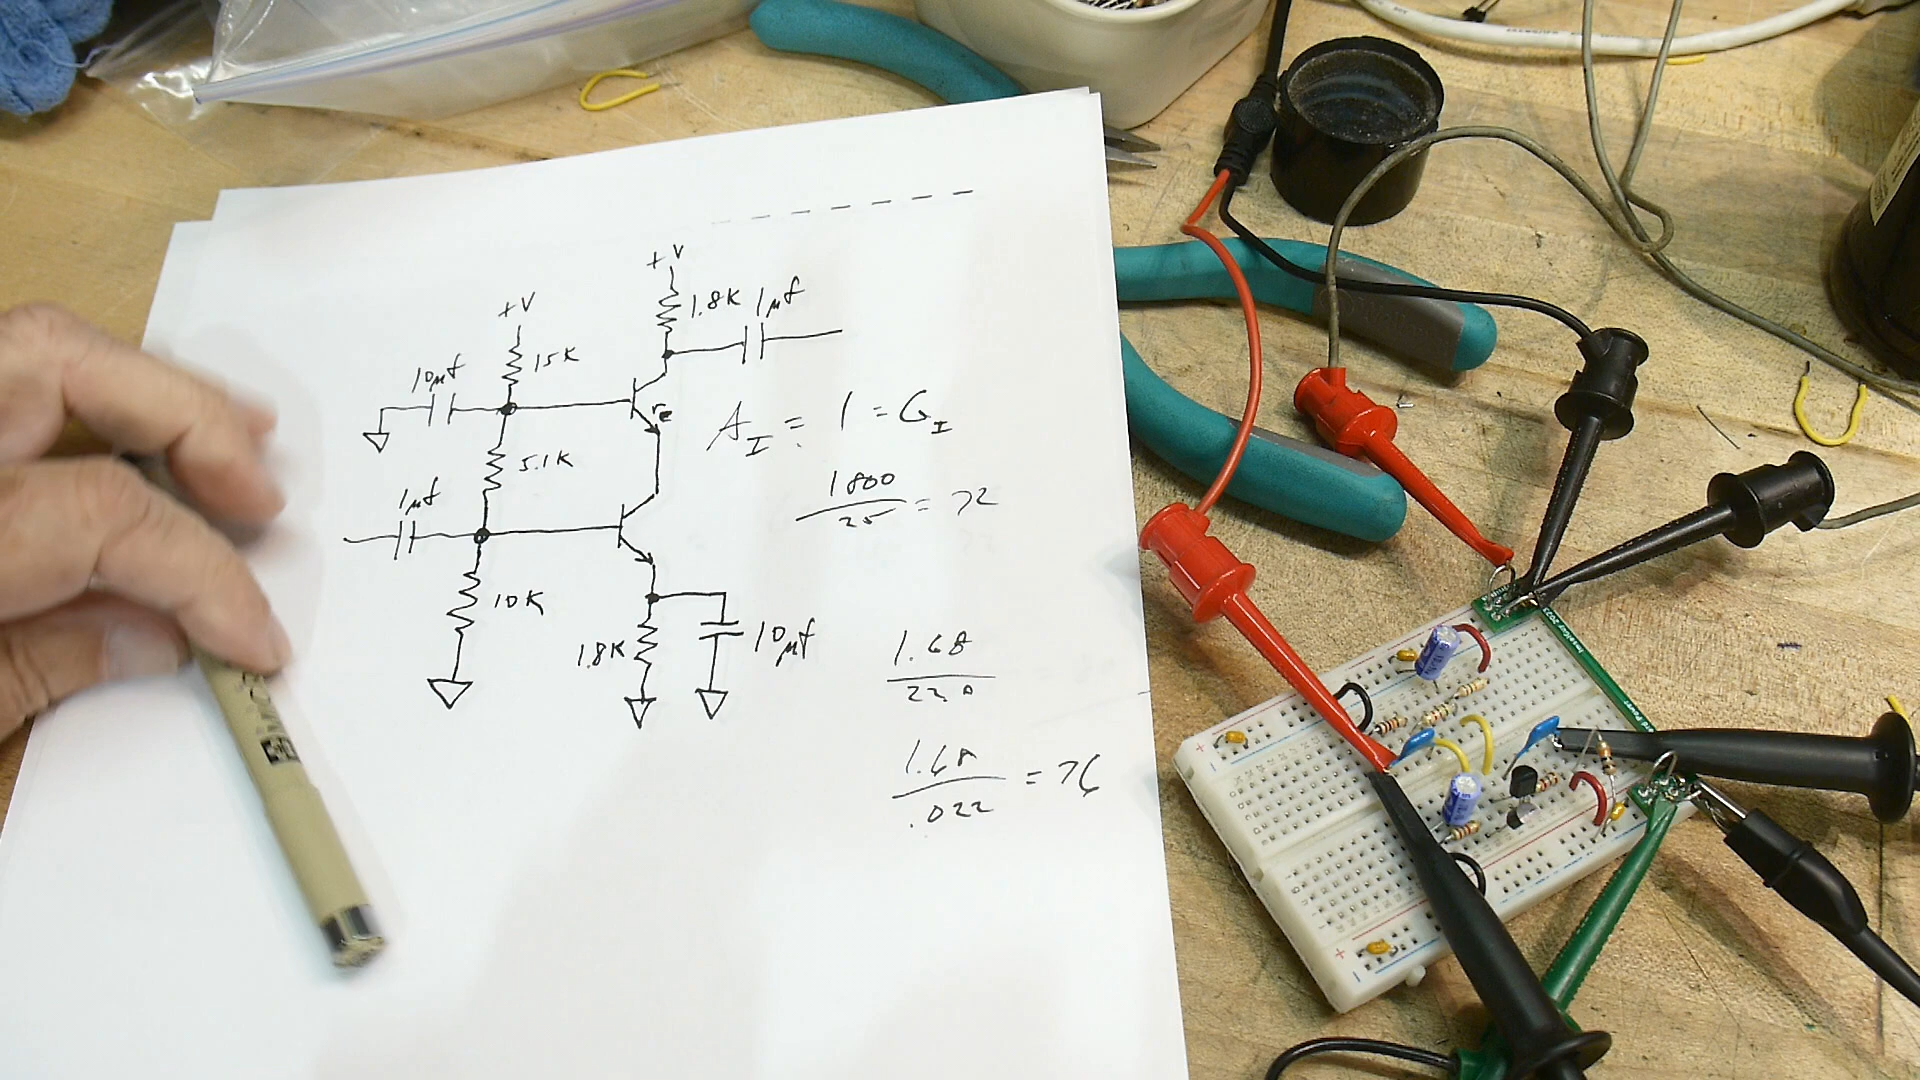 +V
1.8K 1µf
+V
15K
10µf
re
A_I = 1 = G_I
5.1K
1800
25 = 72
1µf
10K
1.8K
10µf
1.68
220
1.68
.022 = 76